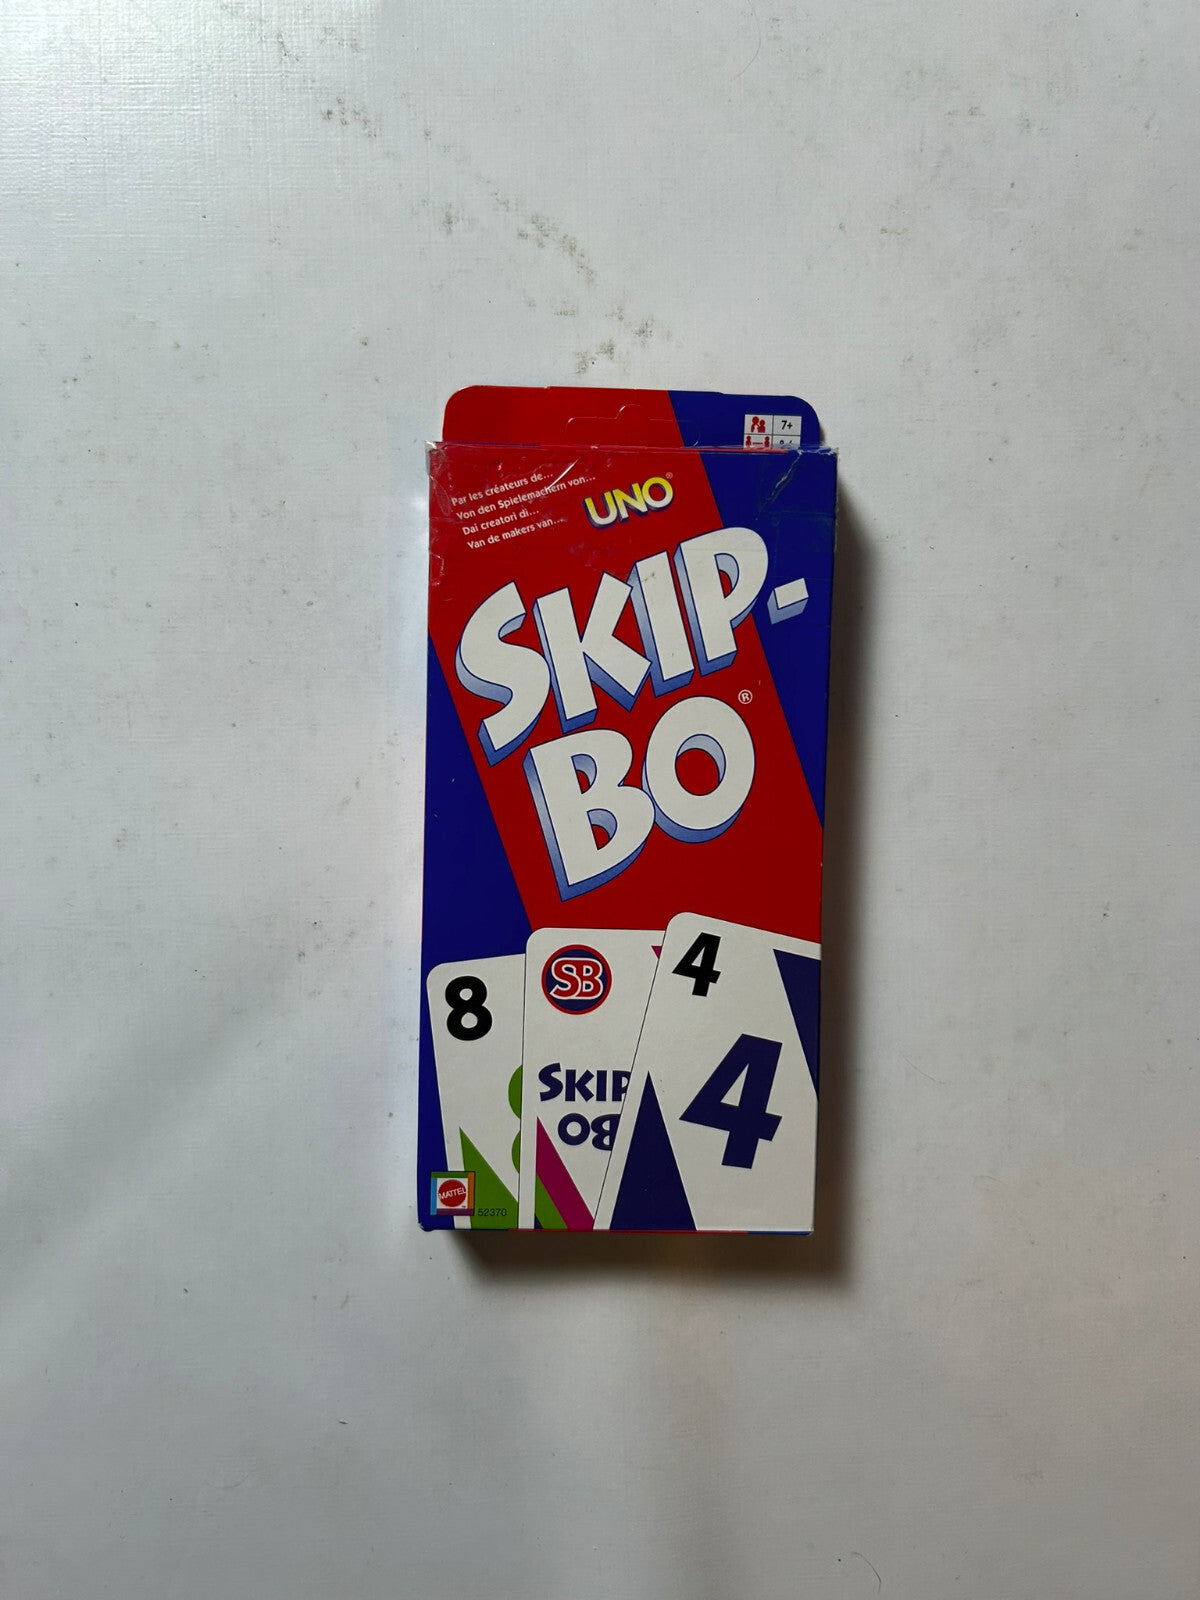 7+
Par les créateurs de...
Von den Spielemachern von...
Dai creatori di...
Van de makers van...
UNO®
SKIP-
BO®
8
SB
SKIP
BO
4
4
MATTEL
52370